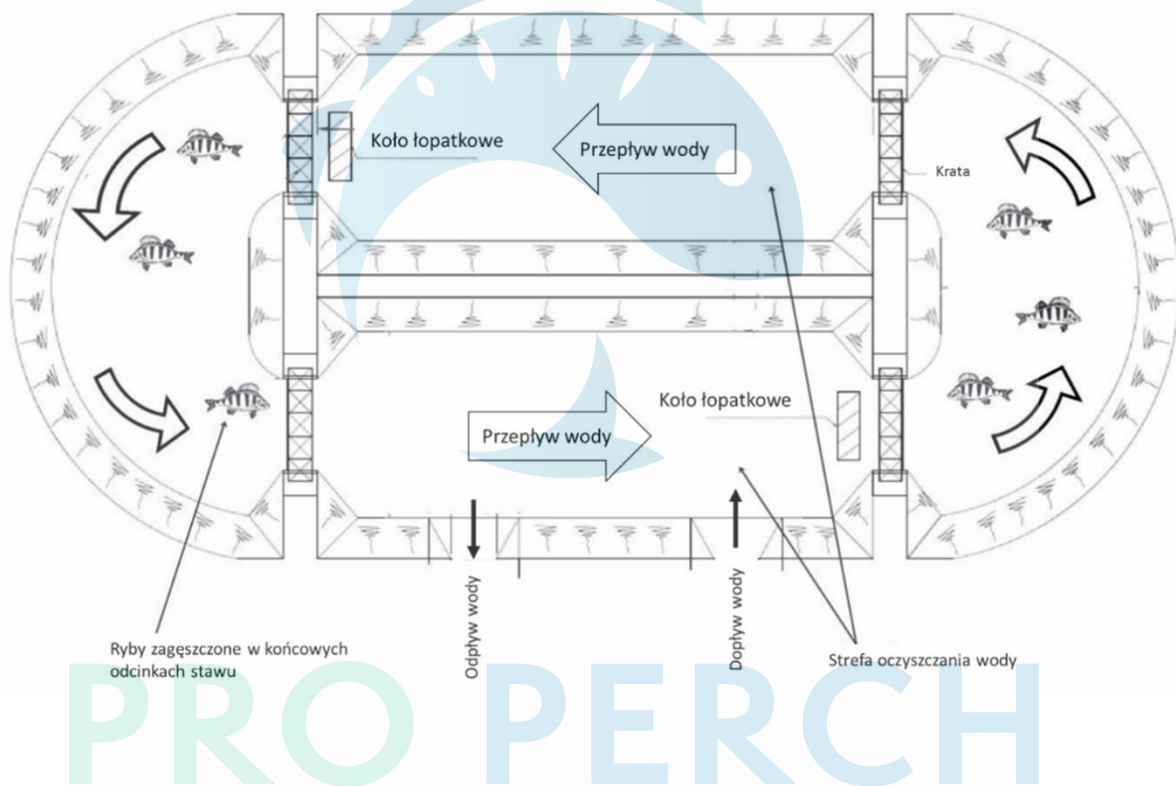 Koło łopatkowe
Przepływ wody
Krata
Koło łopatkowe
Przepływ wody
Odpływ wody
Dopływ wody
Ryby zagęszczone w końcowych
odcinkach stawu
Strefa oczyszczania wody
PRO PERCH